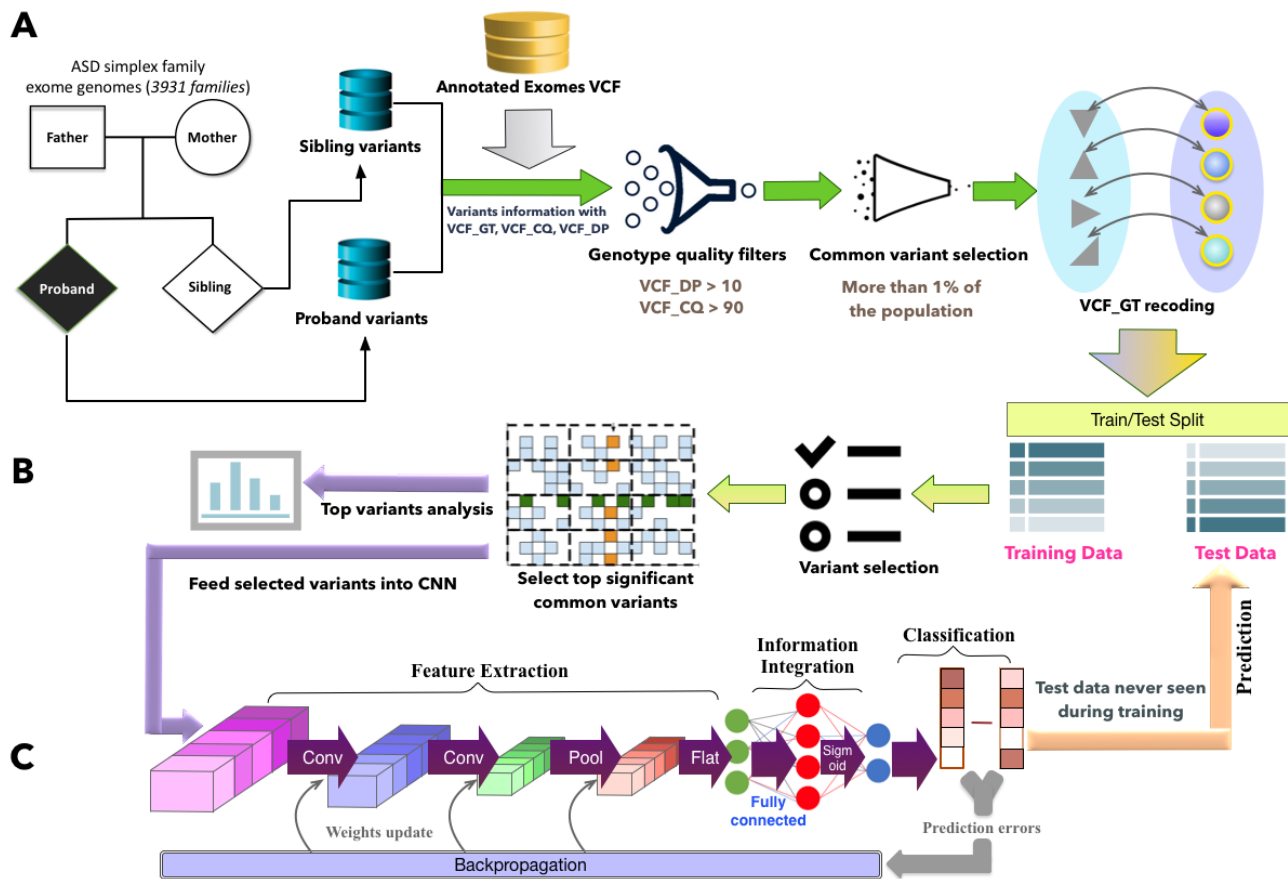 A
ASD simplex family
exome genomes (3931 families)
Father
Mother
Proband
Sibling
Sibling variants
Proband variants
Annotated Exomes VCF
Variants information with
VCF_GT, VCF_CQ, VCF_DP
Genotype quality filters
VCF_DP > 10
VCF_CQ > 90
Common variant selection
More than 1% of
the population
VCF_GT recoding
Train/Test Split
Training Data
Test Data
B
Variant selection
Select top significant
common variants
Top variants analysis
Feed selected variants into CNN
Prediction
C
Feature Extraction
Information
Integration
Classification
Conv
Conv
Pool
Flat
Fully
connected
Sigm
oid
Test data never seen
during training
Weights update
Prediction errors
Backpropagation